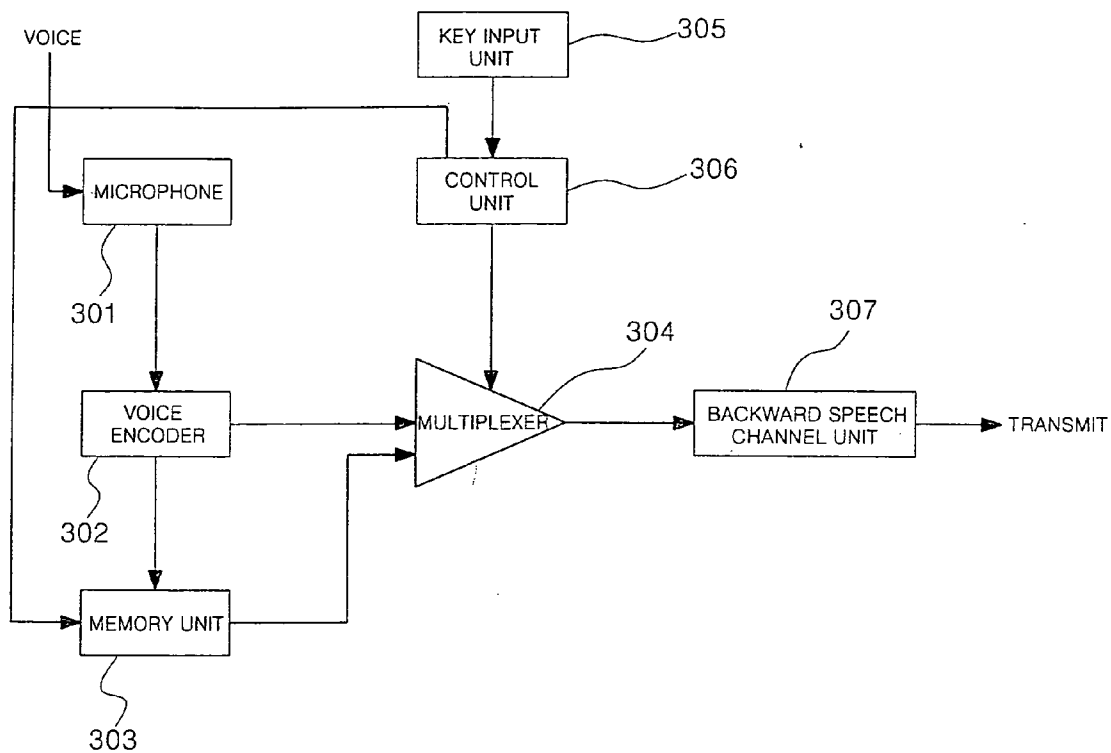 VOICE
KEY INPUT
UNIT
305
MICROPHONE
301
CONTROL
UNIT
306
304
307
VOICE
ENCODER
302
MULTIPLEXER
BACKWARD SPEECH
CHANNEL UNIT
TRANSMIT
MEMORY UNIT
303